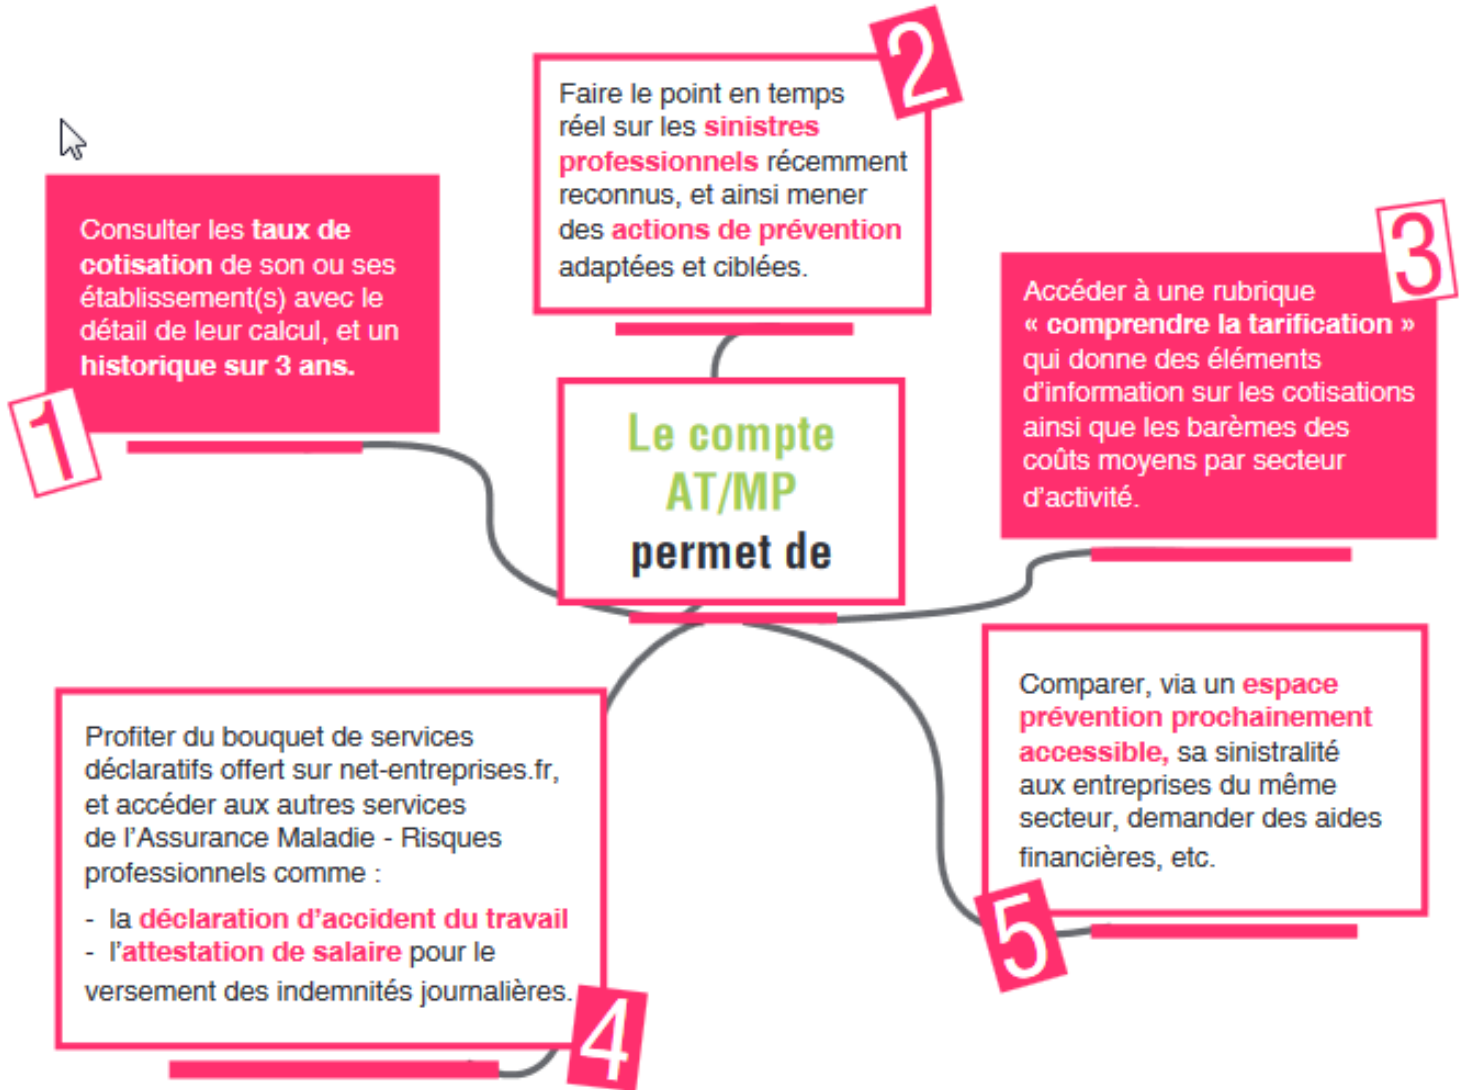 Le compte
AT/MP
permet de
1
Consulter les taux de
cotisation de son ou ses
établissement(s) avec le
détail de leur calcul, et un
historique sur 3 ans.
2
Faire le point en temps
réel sur les sinistres
professionnels récemment
reconnus, et ainsi mener
des actions de prévention
adaptées et ciblées.
3
Accéder à une rubrique
« comprendre la tarification »
qui donne des éléments
d’information sur les cotisations
ainsi que les barèmes des
coûts moyens par secteur
d’activité.
4
Profiter du bouquet de services
déclaratifs offert sur net-entreprises.fr,
et accéder aux autres services
de l’Assurance Maladie - Risques
professionnels comme :
- la déclaration d’accident du travail
- l’attestation de salaire pour le
versement des indemnités journalières.
5
Comparer, via un espace
prévention prochainement
accessible, sa sinistralité
aux entreprises du même
secteur, demander des aides
financières, etc.